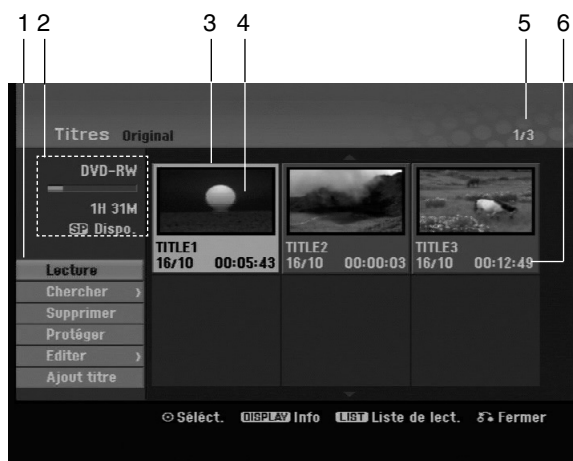 1 2 3 4 5 6
Titres Original 1/3
DVD-RW
1H 31M
SP Dispo.
TITLE1 TITLE2 TITLE3
16/10 00:05:43 16/10 00:00:03 16/10 00:12:49
Lecture
Chercher
Supprimer
Protéger
Editer
Ajout titre
Séléct. DISPLAY Info LIST Liste de lect. Fermer